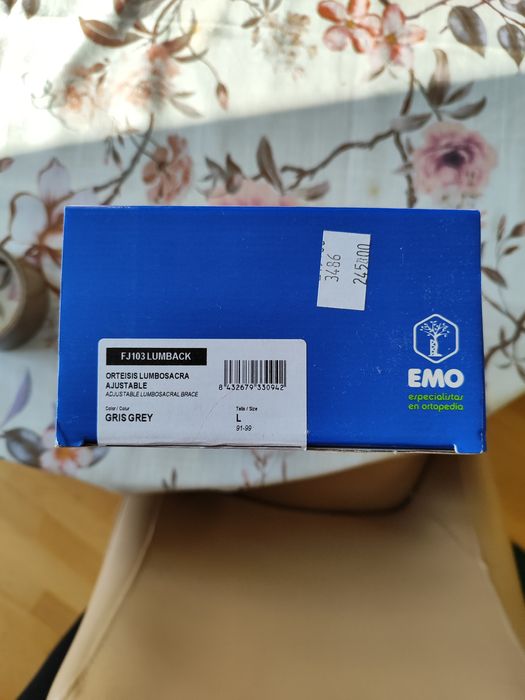 3486
245.00
FJ103 LUMBACK
ORTEISIS LUMBOSACRA
AJUSTABLE
ADJUSTABLE LUMBOSACRAL BRACE
8 432679 330942
Color / Colur
GRIS GREY
Talla / Size
L
91-99
EMO
especialistas
en ortopedia